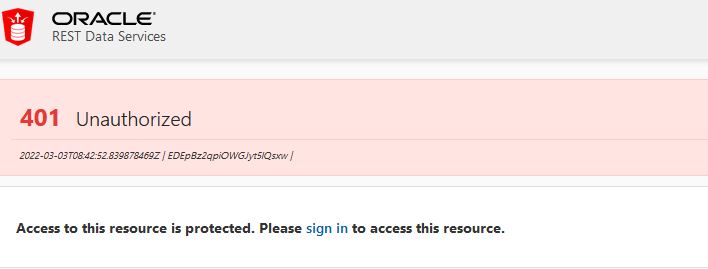 ORACLE®
REST Data Services
401 Unauthorized
2022-03-03T08:42:52.839878469Z | EDEpBz2qpiOWGJyt5lQsxw |
Access to this resource is protected. Please sign in to access this resource.